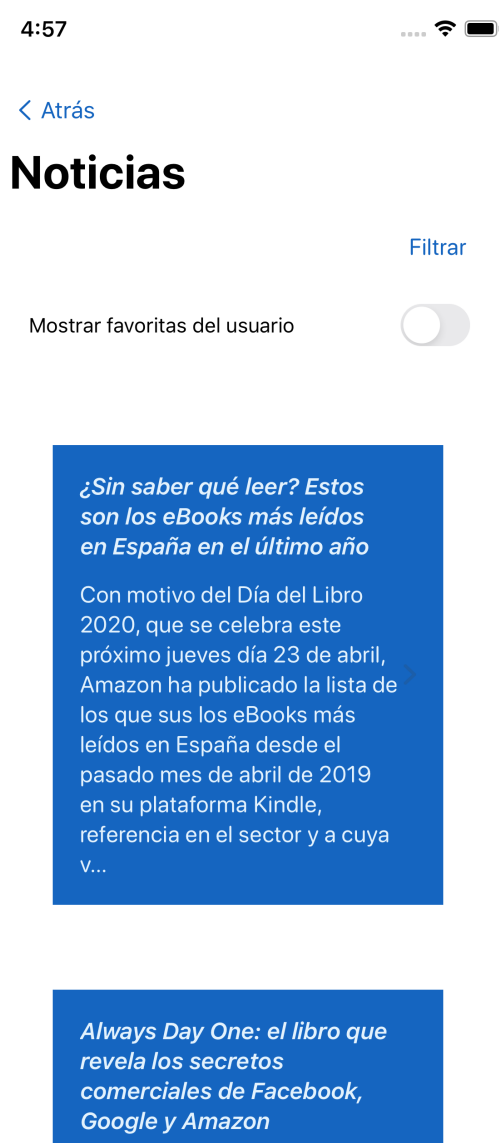 4:57
Atrás
Noticias
Filtrar
Mostrar favoritas del usuario
¿Sin saber qué leer? Estos
son los eBooks más leídos
en España en el último año
Con motivo del Día del Libro
2020, que se celebra este
próximo jueves día 23 de abril,
Amazon ha publicado la lista de
los que sus los eBooks más
leídos en España desde el
pasado mes de abril de 2019
en su plataforma Kindle,
referencia en el sector y a cuya
v...
Always Day One: el libro que
revela los secretos
comerciales de Facebook,
Google y Amazon